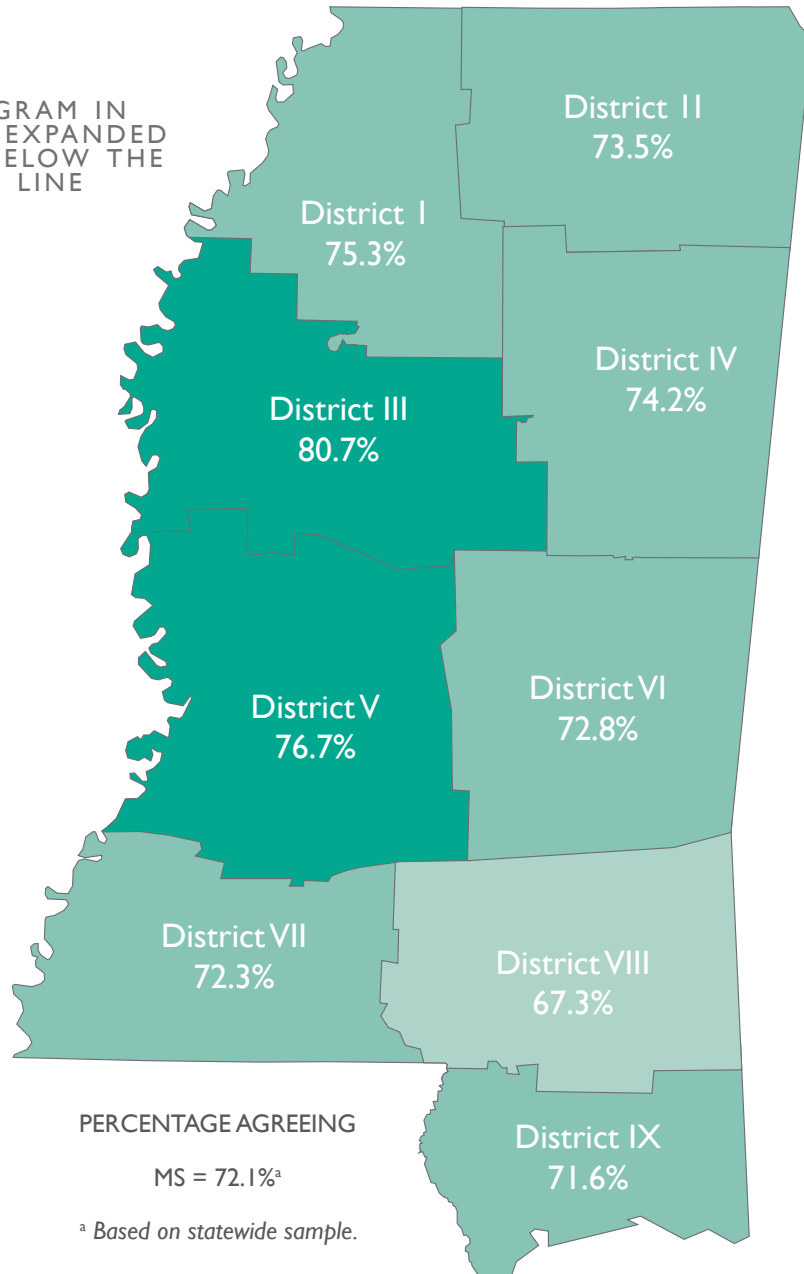 GRAM IN
EXPANDED
ELOW THE
LINE
District II
73.5%
District I
75.3%
District IV
74.2%
District III
80.7%
District VI
72.8%
District V
76.7%
District VII
72.3%
District VIII
67.3%
District IX
71.6%
PERCENTAGE AGREEING
MS = 72.1%ᵃ
ᵃ Based on statewide sample.